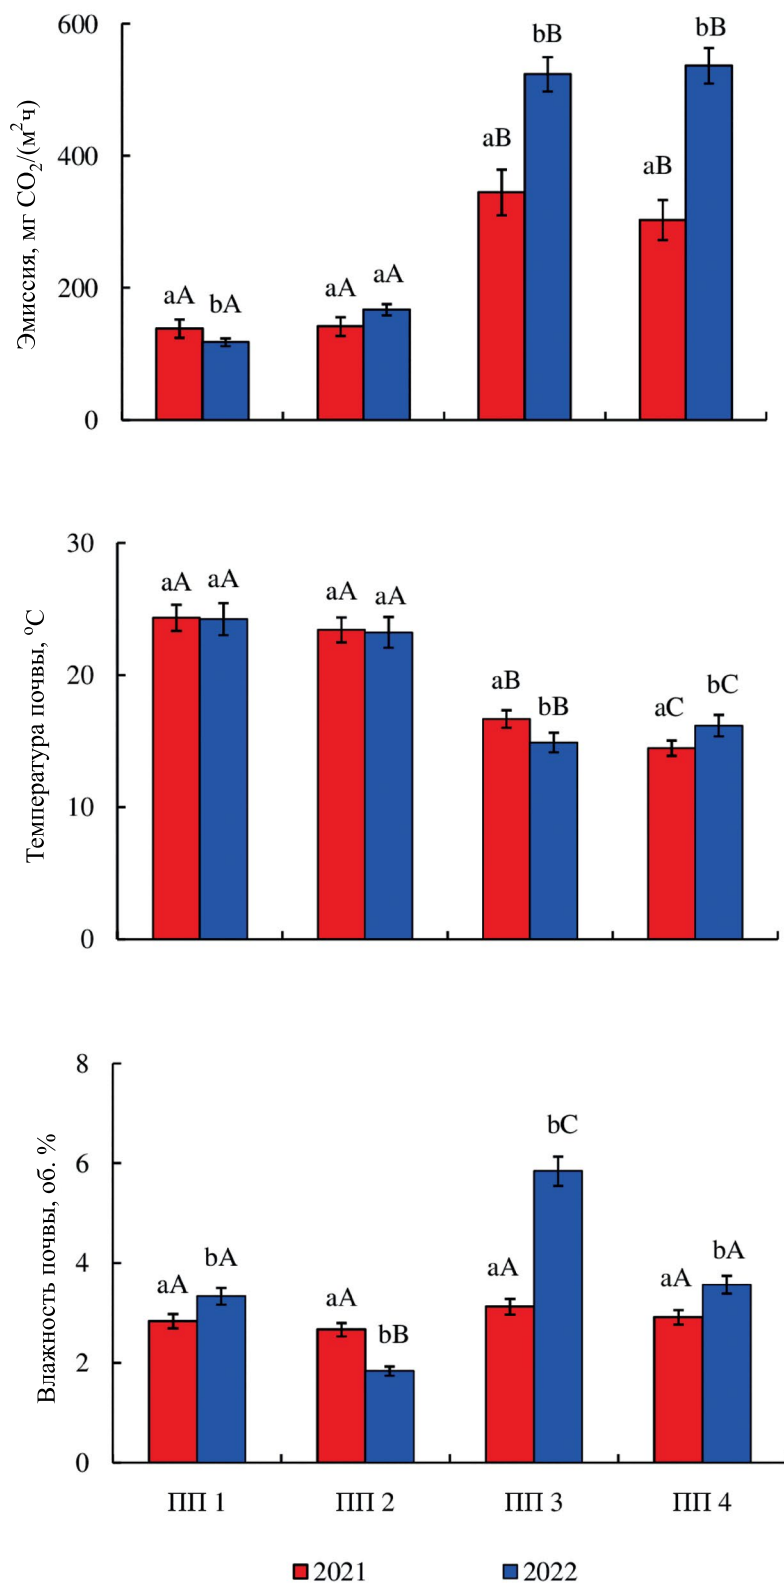 600
400
200
0
Эмиссия, мг CO₂/(м²ч)
aA
bA
aA
aA
aB
bB
aB
bB
30
20
10
0
Температура почвы, °С
aA
aA
aA
aA
aB
bB
aC
bC
8
6
4
2
0
Влажность почвы, об. %
aA
bA
aA
bB
aA
bC
aA
bA
ПП 1 ПП 2 ПП 3 ПП 4
2021 2022